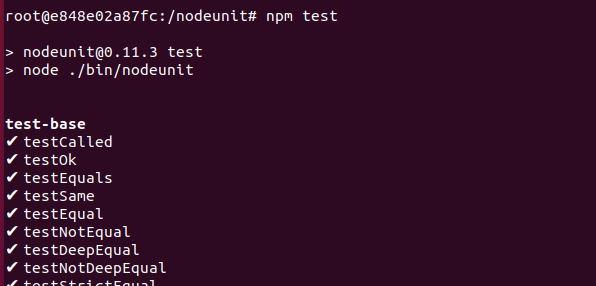 root@e848e02a87fc:/nodeunit# npm test
> nodeunit@0.11.3 test
> node ./bin/nodeunit
test-base
✔ testCalled
✔ testOk
✔ testEquals
✔ testSame
✔ testEqual
✔ testNotEqual
✔ testDeepEqual
✔ testNotDeepEqual
testStrictEqual